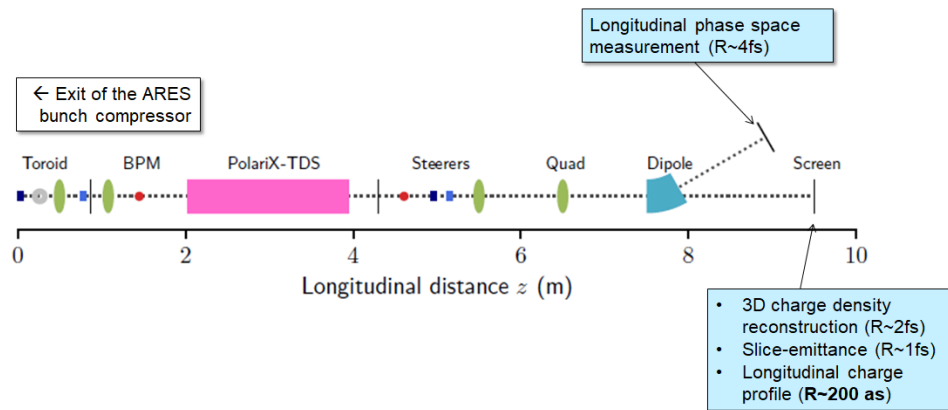 Longitudinal phase space
measurement (R~4fs)
← Exit of the ARES
bunch compressor
Toroid BPM PolariX-TDS Steerers Quad Dipole Screen
0 2 4 6 8 10
Longitudinal distance z (m)
• 3D charge density
reconstruction (R~2fs)
• Slice-emittance (R~1fs)
• Longitudinal charge
profile (R~200 as)